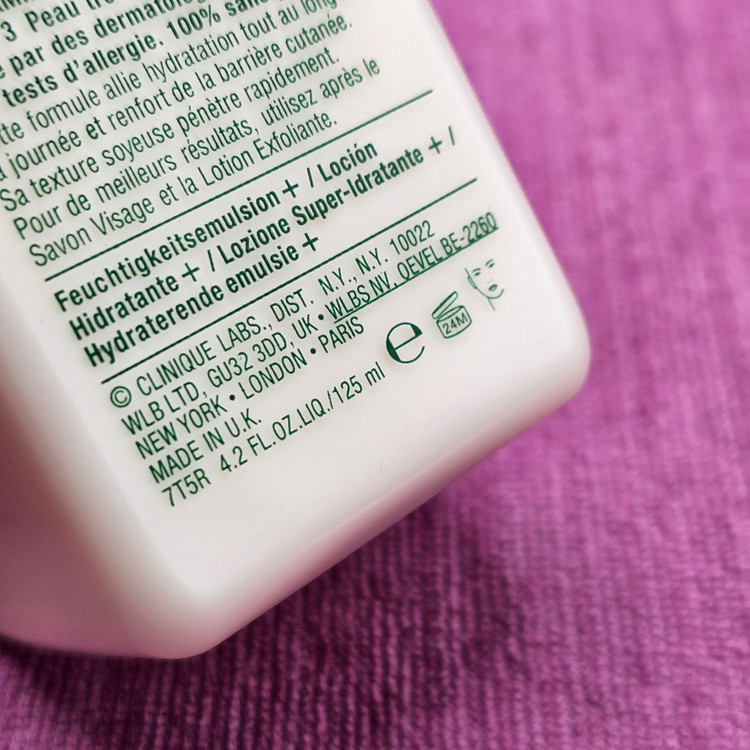 3 Peau
par des dermatolog
tests d'allergie. 100% sans
formule allie hydratation tout au long
journée et renfort de la barrière cutanée.
Sa texture soyeuse pénètre rapidement.
Pour de meilleurs résultats, utilisez après le
Savon Visage et la Lotion Exfoliante.
Feuchtigkeitsemulsion + / Loción
Hidratante + / Lozione Super-Idratante + /
Hydraterende emulsie +
© CLINIQUE LABS., DIST. N.Y., N.Y. 10022
WLB LTD, GU32 3DD, UK • WLBS NV, OEVEL BE-2260
NEW YORK • LONDON • PARIS
MADE IN U.K.
7T5R 4.2 FL.OZ.LIQ./125 ml e 24M